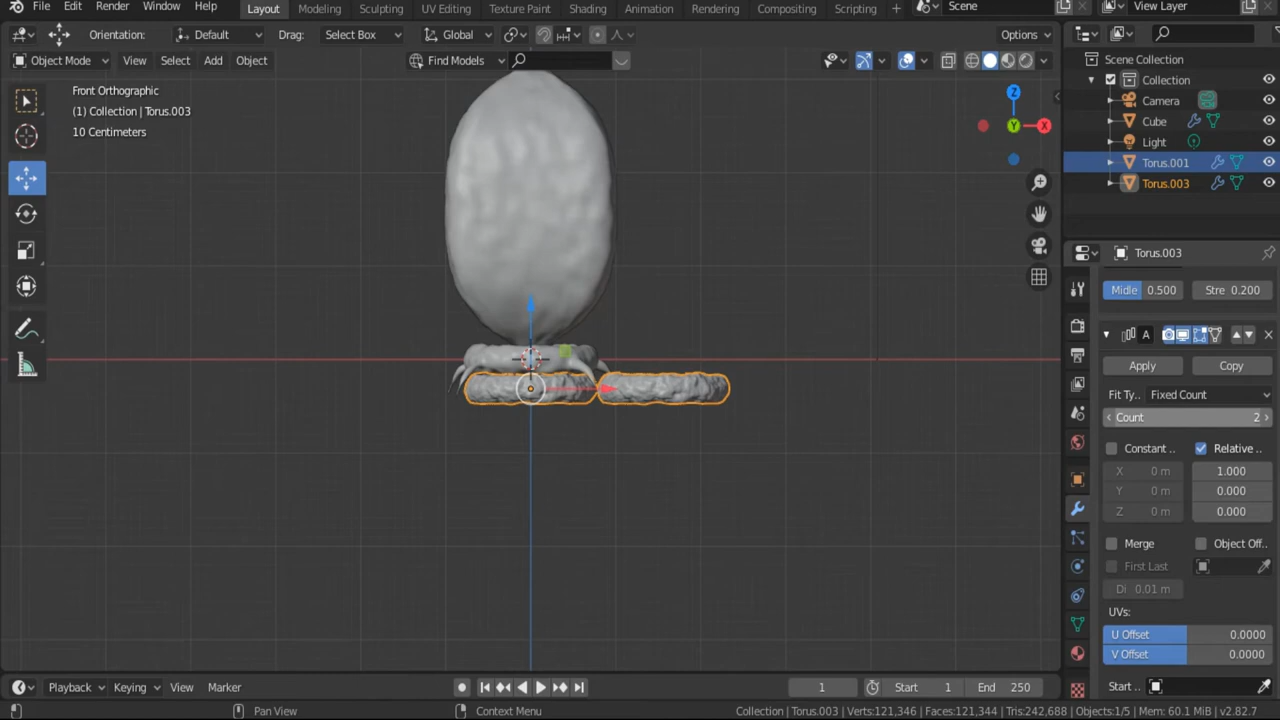 File Edit Render Window Help Layout Modeling Sculpting UV Editing Texture Paint Shading Animation Rendering Compositing Scripting + Scene View Layer
Orientation: Default Drag: Select Box Global Options
Object Mode View Select Add Object Find Models
Front Orthographic
(1) Collection | Torus.003
10 Centimeters
Z
Y
X
Scene Collection
Collection
Camera
Cube
Light
Torus.001
Torus.003
Torus.003
Midle 0.500 Stre 0.200
A
Apply Copy
Fit Ty.. Fixed Count
Count 2
Constant .. Relative ..
X 0 m 1.000
Y 0 m 0.000
Z 0 m 0.000
Merge Object Off..
First Last
Di 0.01 m
UVs:
U Offset 0.0000
V Offset 0.0000
Start ..
Playback Keying View Marker 1 Start 1 End 250
Pan View Context Menu Collection | Torus.003 | Verts:121,346 | Faces:121,344 | Tris:242,688 | Objects:1/5 | Mem: 60.1 MiB | v2.82.7